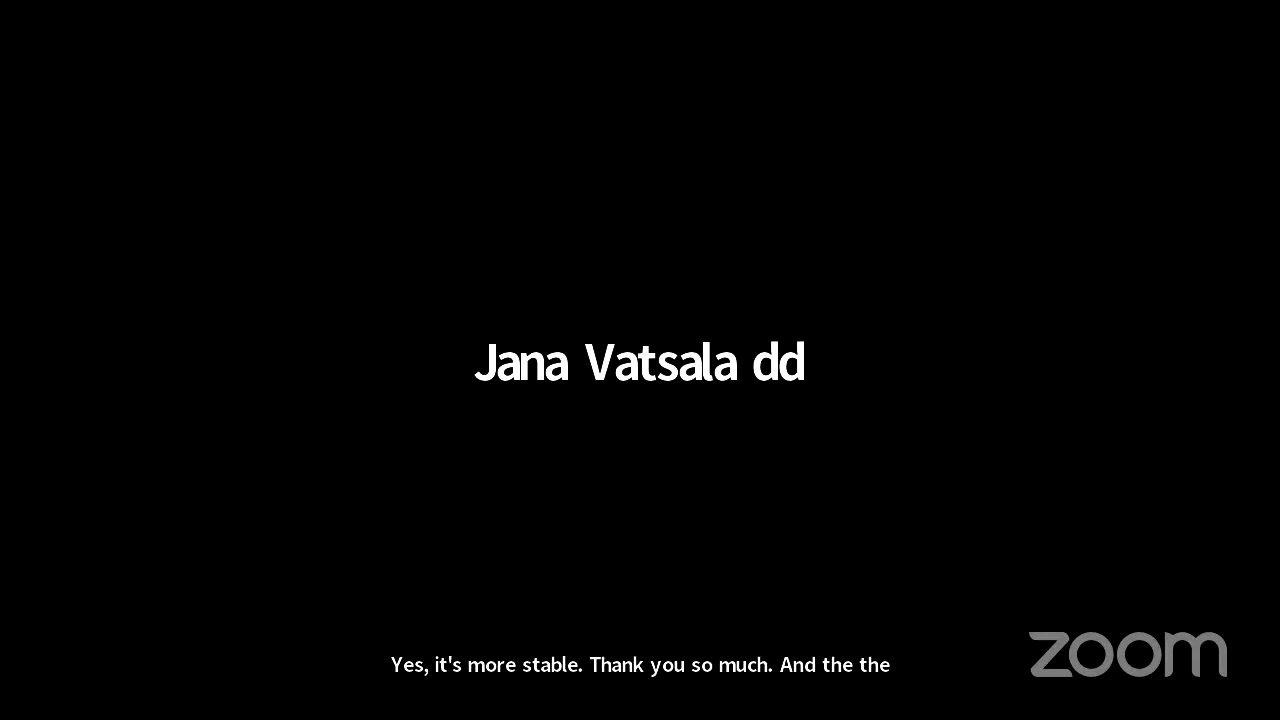 Jana Vatsala dd
Yes, it's more stable. Thank you so much. And the the
zoom